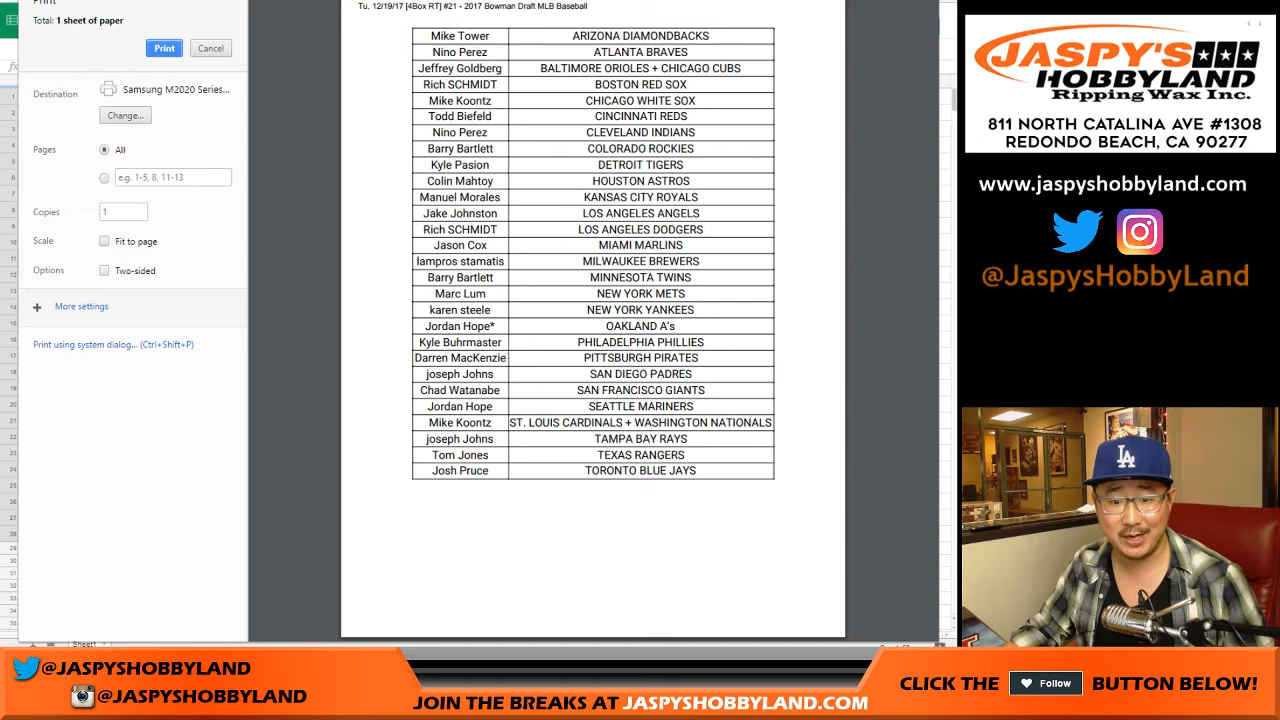 Print
Total: 1 sheet of paper
Print Cancel
Destination Samsung M2020 Series...
Change...
Pages All
e.g. 1-5, 8, 11-13
Copies 1
Scale Fit to page
Options Two-sided
+ More settings
Print using system dialog... (Ctrl+Shift+P)
Tu, 12/19/17 [4Box RT] #21 - 2017 Bowman Draft MLB Baseball
Mike Tower ARIZONA DIAMONDBACKS
Nino Perez ATLANTA BRAVES
Jeffrey Goldberg BALTIMORE ORIOLES + CHICAGO CUBS
Rich SCHMIDT BOSTON RED SOX
Mike Koontz CHICAGO WHITE SOX
Todd Biefeld CINCINNATI REDS
Nino Perez CLEVELAND INDIANS
Barry Bartlett COLORADO ROCKIES
Kyle Pasion DETROIT TIGERS
Colin Mahtoy HOUSTON ASTROS
Manuel Morales KANSAS CITY ROYALS
Jake Johnston LOS ANGELES ANGELS
Rich SCHMIDT LOS ANGELES DODGERS
Jason Cox MIAMI MARLINS
lampros stamatis MILWAUKEE BREWERS
Barry Bartlett MINNESOTA TWINS
Marc Lum NEW YORK METS
karen steele NEW YORK YANKEES
Jordan Hope* OAKLAND A's
Kyle Buhrmaster PHILADELPHIA PHILLIES
Darren MacKenzie PITTSBURGH PIRATES
joseph Johns SAN DIEGO PADRES
Chad Watanabe SAN FRANCISCO GIANTS
Jordan Hope SEATTLE MARINERS
Mike Koontz ST. LOUIS CARDINALS + WASHINGTON NATIONALS
joseph Johns TAMPA BAY RAYS
Tom Jones TEXAS RANGERS
Josh Pruce TORONTO BLUE JAYS
Sheet1
JASPY'S
HOBBYLAND
Ripping Wax Inc.
811 NORTH CATALINA AVE #1308
REDONDO BEACH, CA 90277
www.jaspyshobbyland.com
@JaspysHobbyLand
LA
@JASPYSHOBBYLAND
@JASPYSHOBBYLAND
JOIN THE BREAKS AT JASPYSHOBBYLAND.COM
CLICK THE Follow BUTTON BELOW!